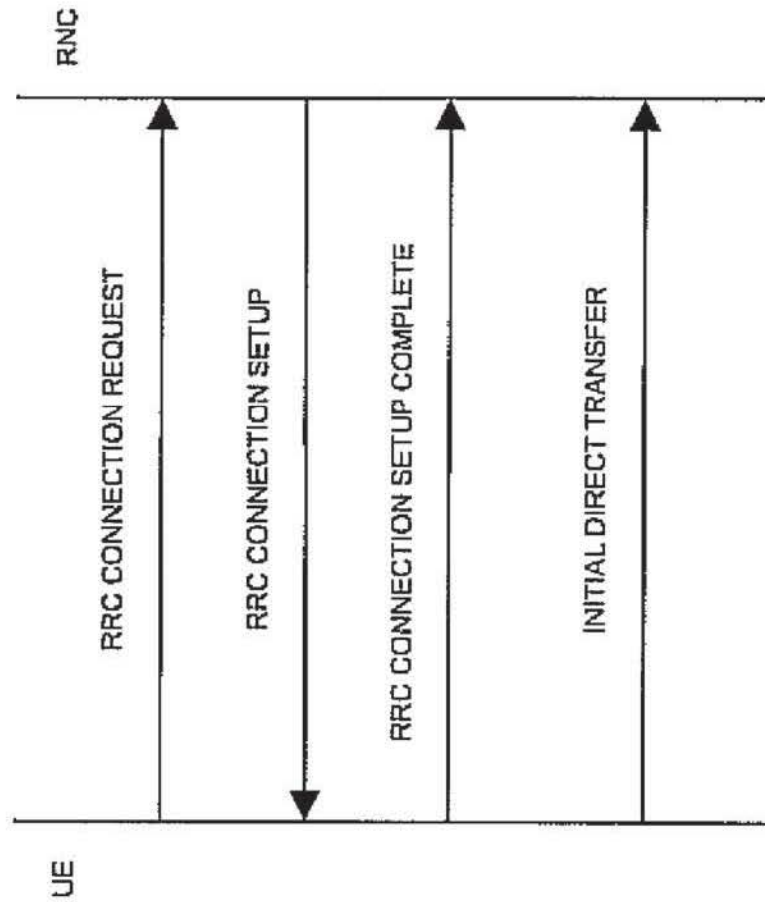 UE
RNC
RRC CONNECTION REQUEST
RRC CONNECTION SETUP
RRC CONNECTION SETUP COMPLETE
INITIAL DIRECT TRANSFER